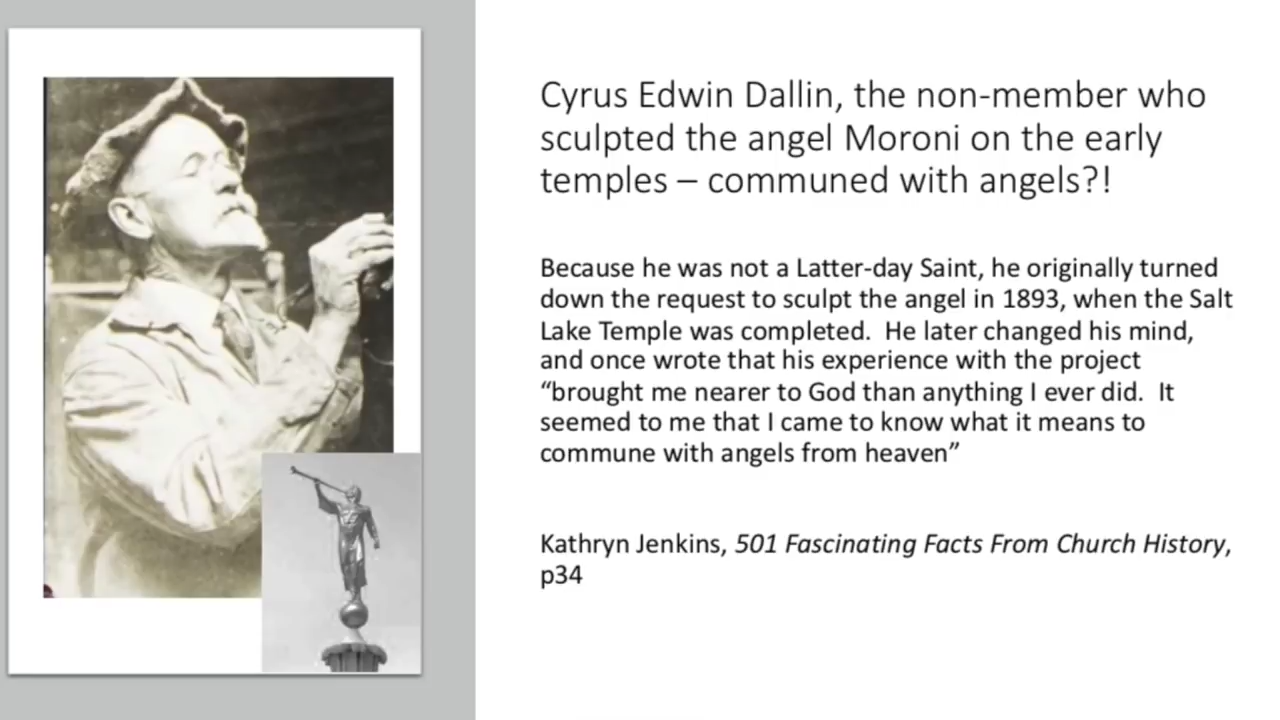 Cyrus Edwin Dallin, the non-member who
sculpted the angel Moroni on the early
temples – communed with angels?!
Because he was not a Latter-day Saint, he originally turned
down the request to sculpt the angel in 1893, when the Salt
Lake Temple was completed.  He later changed his mind,
and once wrote that his experience with the project
“brought me nearer to God than anything I ever did.  It
seemed to me that I came to know what it means to
commune with angels from heaven”
Kathryn Jenkins, 501 Fascinating Facts From Church History,
p34